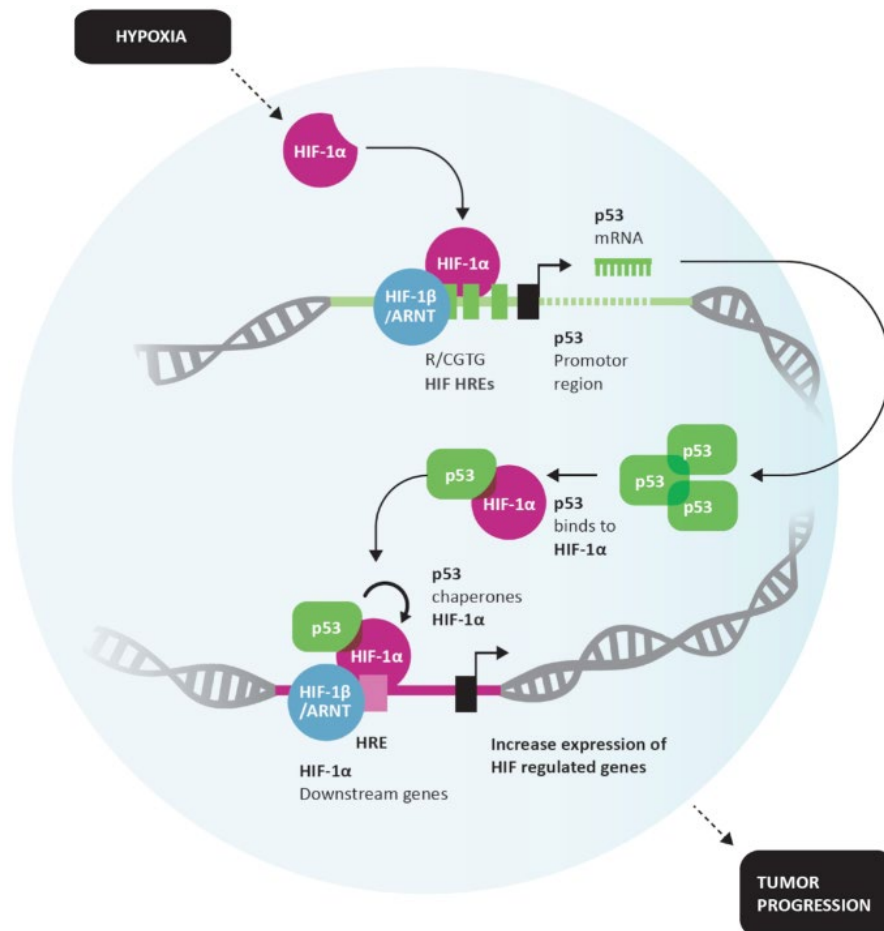 HYPOXIA
HIF-1α
p53
mRNA
HIF-1α
HIF-1β
/ARNT
R/CGTG
HIF HREs
p53
Promotor
region
p53
p53
p53
p53
HIF-1α
p53
binds to
HIF-1α
p53
chaperones
HIF-1α
p53
HIF-1α
HIF-1β
/ARNT
HRE
HIF-1α
Downstream genes
Increase expression of
HIF regulated genes
TUMOR
PROGRESSION